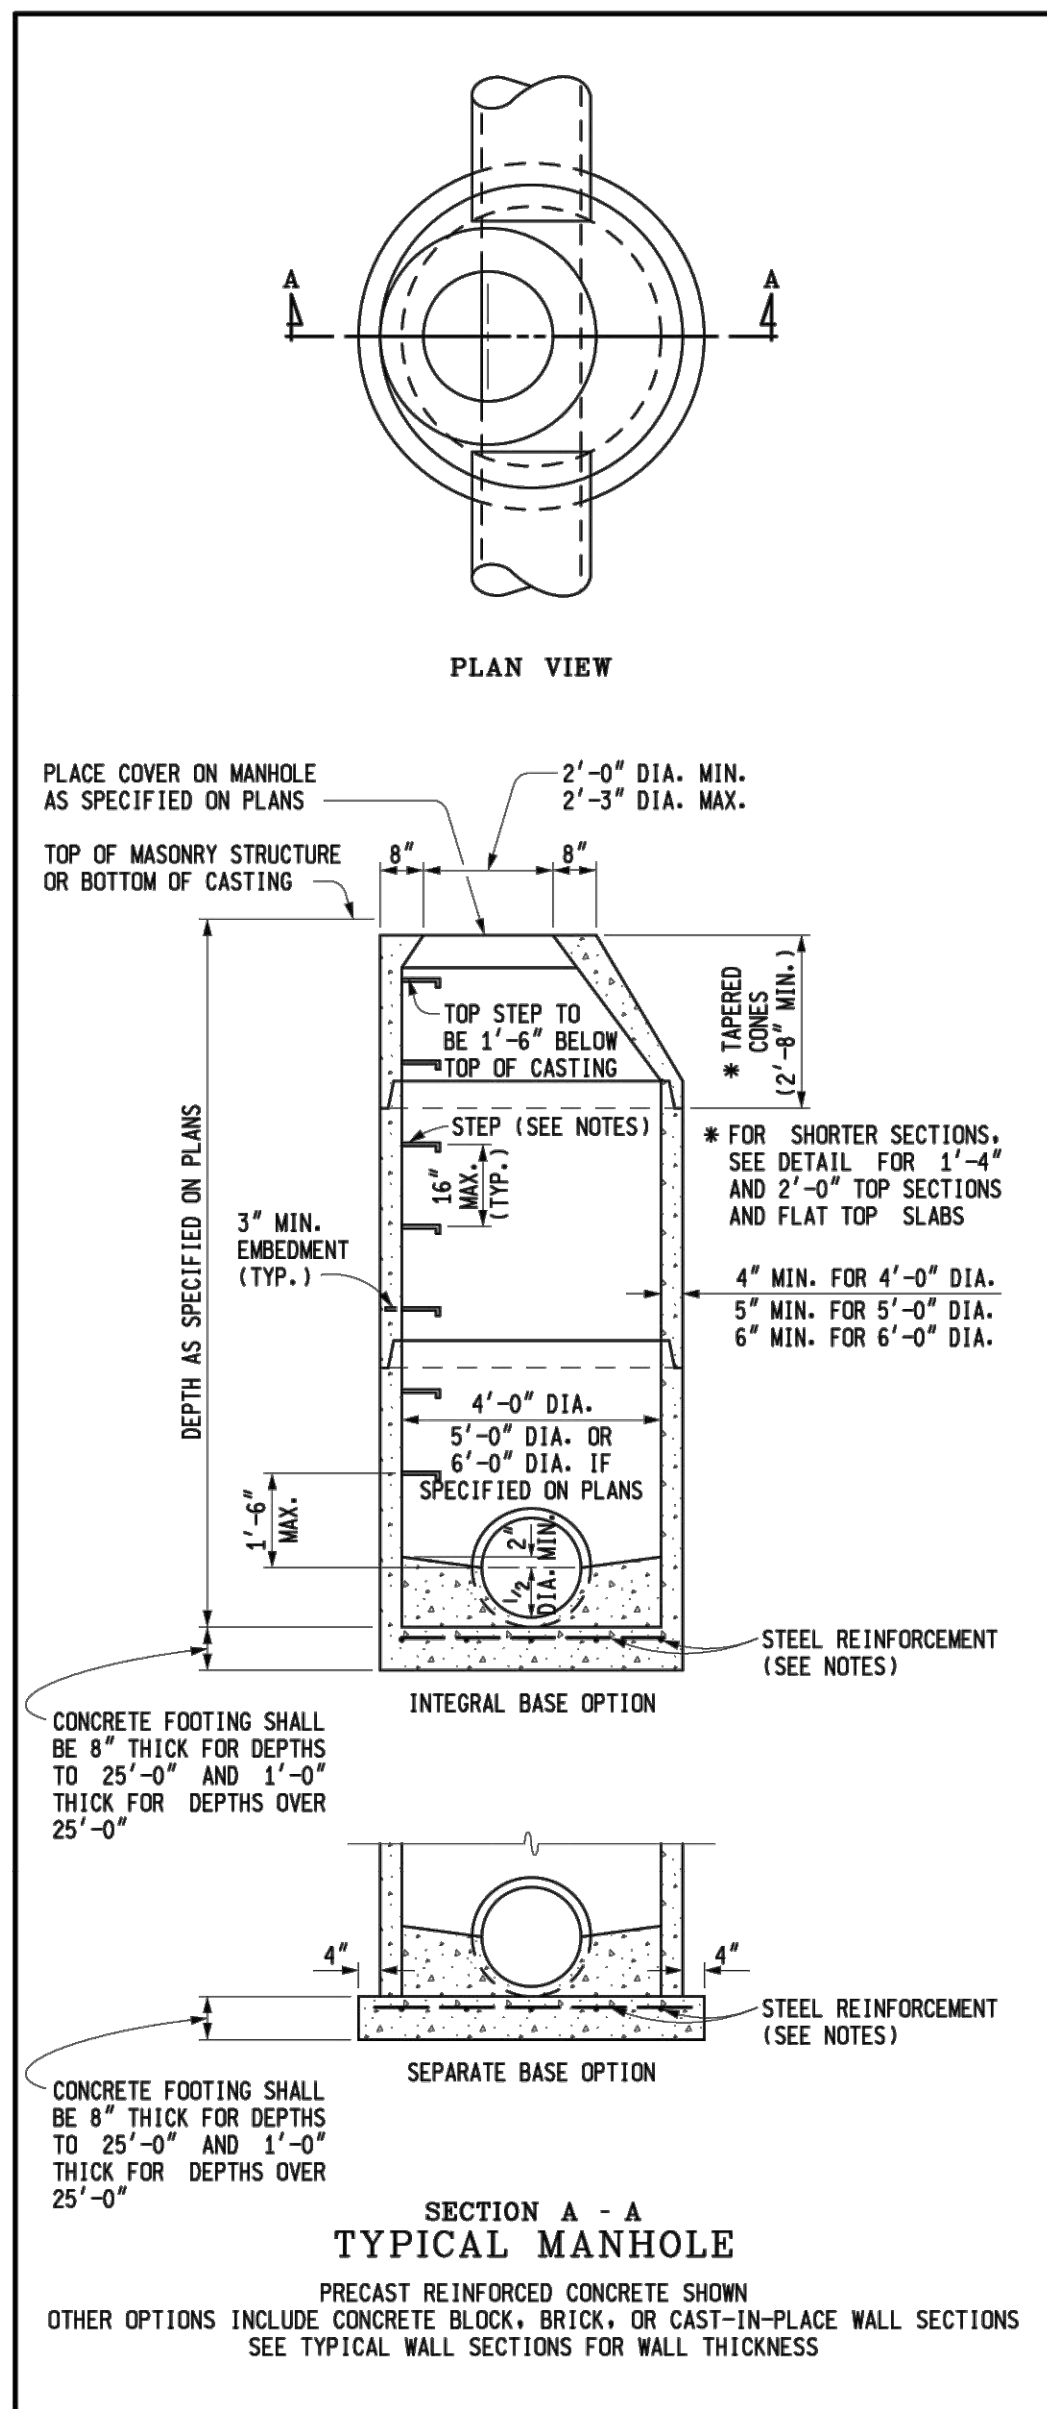 A
A
PLAN VIEW
PLACE COVER ON MANHOLE
AS SPECIFIED ON PLANS
2'-0" DIA. MIN.
2'-3" DIA. MAX.
TOP OF MASONRY STRUCTURE
OR BOTTOM OF CASTING
8"
8"
* TAPERED
CONES
(2'-8" MIN.)
TOP STEP TO
BE 1'-6" BELOW
TOP OF CASTING
STEP (SEE NOTES)
* FOR SHORTER SECTIONS,
SEE DETAIL FOR 1'-4"
AND 2'-0" TOP SECTIONS
AND FLAT TOP SLABS
16"
MAX.
(TYP.)
DEPTH AS SPECIFIED ON PLANS
3" MIN.
EMBEDMENT
(TYP.)
4" MIN. FOR 4'-0" DIA.
5" MIN. FOR 5'-0" DIA.
6" MIN. FOR 6'-0" DIA.
4'-0" DIA.
5'-0" DIA. OR
6'-0" DIA. IF
SPECIFIED ON PLANS
1'-6"
MAX.
2"
MIN.
1/2
DIA.
STEEL REINFORCEMENT
(SEE NOTES)
INTEGRAL BASE OPTION
CONCRETE FOOTING SHALL
BE 8" THICK FOR DEPTHS
TO 25'-0" AND 1'-0"
THICK FOR DEPTHS OVER
25'-0"
4"
4"
STEEL REINFORCEMENT
(SEE NOTES)
SEPARATE BASE OPTION
CONCRETE FOOTING SHALL
BE 8" THICK FOR DEPTHS
TO 25'-0" AND 1'-0"
THICK FOR DEPTHS OVER
25'-0"
SECTION A - A
TYPICAL MANHOLE
PRECAST REINFORCED CONCRETE SHOWN
OTHER OPTIONS INCLUDE CONCRETE BLOCK, BRICK, OR CAST-IN-PLACE WALL SECTIONS
SEE TYPICAL WALL SECTIONS FOR WALL THICKNESS